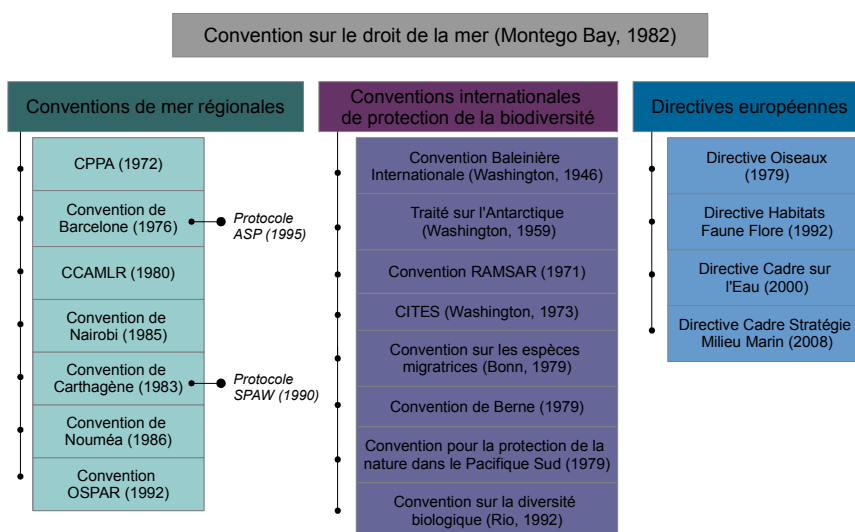 Convention sur le droit de la mer (Montego Bay, 1982)
Conventions de mer régionales
CPPA (1972)
Convention de
Barcelone (1976)
Protocole
ASP (1995)
CCAMLR (1980)
Convention de
Nairobi (1985)
Convention de
Carthagène (1983)
Protocole
SPAW (1990)
Convention de
Nouméa (1986)
Convention
OSPAR (1992)
Conventions internationales
de protection de la biodiversité
Convention Baleinière
Internationale (Washington, 1946)
Traité sur l'Antarctique
(Washington, 1959)
Convention RAMSAR (1971)
CITES (Washington, 1973)
Convention sur les espèces
migratrices (Bonn, 1979)
Convention de Berne (1979)
Convention pour la protection de la
nature dans le Pacifique Sud (1979)
Convention sur la diversité
biologique (Rio, 1992)
Directives européennes
Directive Oiseaux
(1979)
Directive Habitats
Faune Flore (1992)
Directive Cadre sur
l'Eau (2000)
Directive Cadre Stratégie
Milieu Marin (2008)